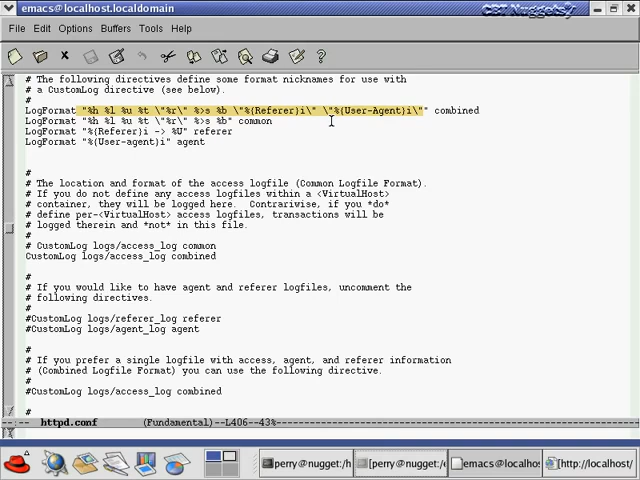 emacs@localhost.localdomain
CBT Nuggets
File Edit Options Buffers Tools Help
# The following directives define some format nicknames for use with
# a CustomLog directive (see below).
#
LogFormat "%h %l %u %t \"%r\" %>s %b \"%{Referer}i\" \"%{User-Agent}i\"" combined
LogFormat "%h %l %u %t \"%r\" %>s %b" common
LogFormat "%{Referer}i -> %U" referer
LogFormat "%{User-agent}i" agent
#
# The location and format of the access logfile (Common Logfile Format).
# If you do not define any access logfiles within a <VirtualHost>
# container, they will be logged here.  Contrariwise, if you *do*
# define per-<VirtualHost> access logfiles, transactions will be
# logged therein and *not* in this file.
#
# CustomLog logs/access_log common
CustomLog logs/access_log combined
#
# If you would like to have agent and referer logfiles, uncomment the
# following directives.
#
#CustomLog logs/referer_log referer
#CustomLog logs/agent_log agent
#
# If you prefer a single logfile with access, agent, and referer information
# (Combined Logfile Format) you can use the following directive.
#
#CustomLog logs/access_log combined
#
--:-- httpd.conf (Fundamental)--L406--43%
perry@nugget:/h [perry@nugget:/e emacs@localhos [http://localhost/